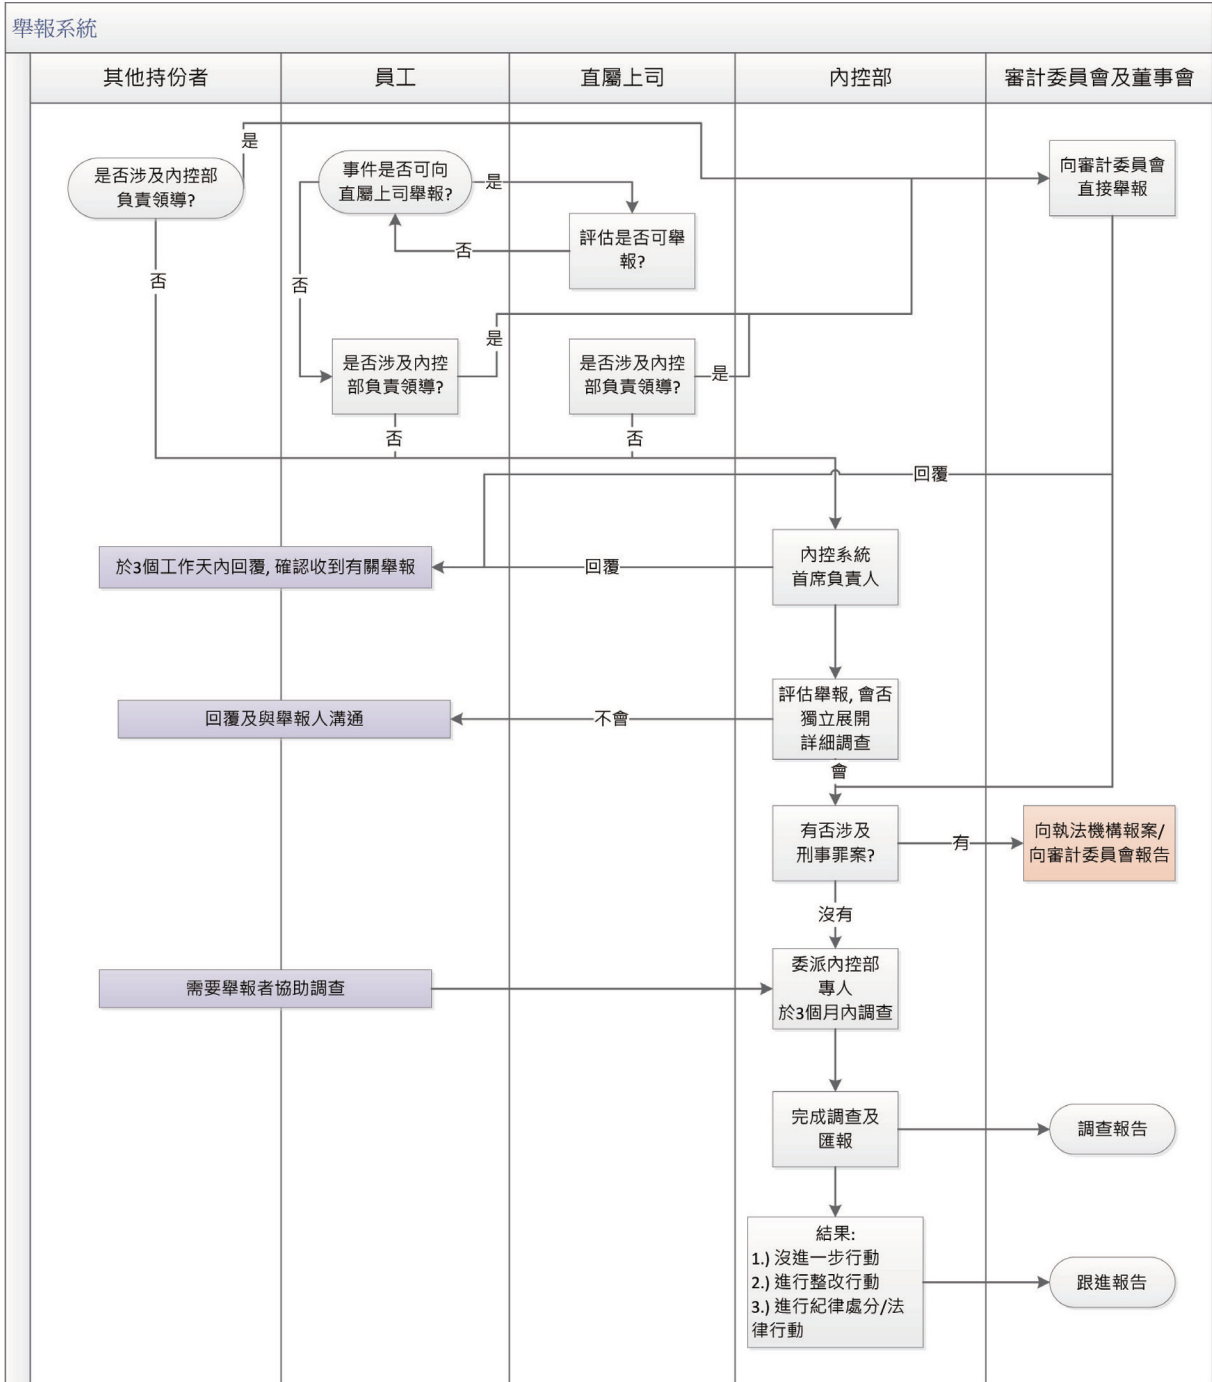 舉報系統
其他持份者
員工
直屬上司
內控部
審計委員會及董事會
是
是否涉及內控部
負責領導?
事件是否可向
直屬上司舉報?
是
向審計委員會
直接舉報
評估是否可舉
報?
否
否
否
是
是否涉及內控
部負責領導?
是否涉及內控
部負責領導?
是
否
否
回覆
於3個工作天內回覆, 確認收到有關舉報
回覆
內控系統
首席負責人
回覆及與舉報人溝通
不會
評估舉報, 會否
獨立展開
詳細調查
會
有否涉及
刑事罪案?
有
向執法機構報案/
向審計委員會報告
沒有
需要舉報者協助調查
委派內控部
專人
於3個月內調查
完成調查及
匯報
調查報告
結果:
1.) 沒進一步行動
2.) 進行整改行動
3.) 進行紀律處分/法
律行動
跟進報告